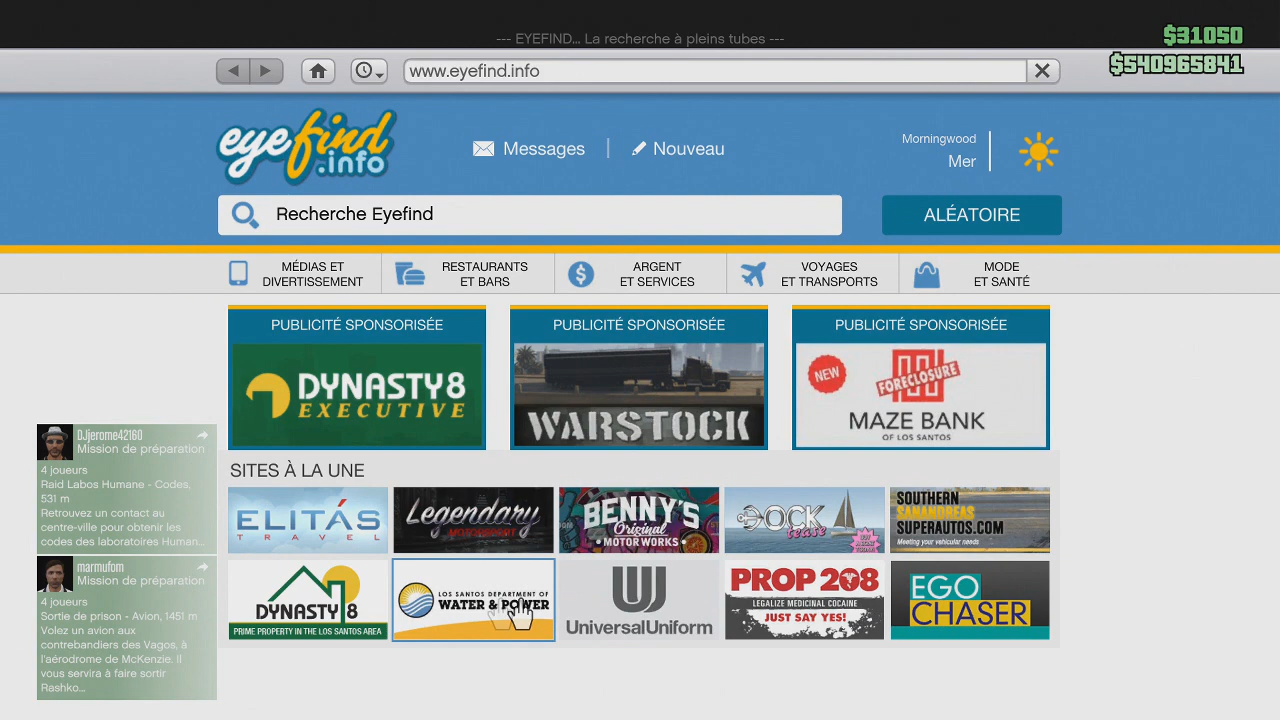 --- EYEFIND... La recherche à pleins tubes ---
$31050
$540965841
www.eyefind.info
eyefind
.info
Messages
Nouveau
Morningwood
Mer
Recherche Eyefind
ALÉATOIRE
MÉDIAS ET
DIVERTISSEMENT
RESTAURANTS
ET BARS
ARGENT
ET SERVICES
VOYAGES
ET TRANSPORTS
MODE
ET SANTÉ
PUBLICITÉ SPONSORISÉE
DYNASTY8
EXECUTIVE
PUBLICITÉ SPONSORISÉE
WARSTOCK
PUBLICITÉ SPONSORISÉE
NEW
FORECLOSURE
MAZE BANK
OF LOS SANTOS
DJjerome42160
Mission de préparation
4 joueurs
Raid Labos Humane - Codes,
531 m
Retrouvez un contact au
centre-ville pour obtenir les
codes des laboratoires Human...
marmufom
Mission de préparation
4 joueurs
Sortie de prison - Avion, 1451 m
Volez un avion aux
contrebandiers des Vagos, à
l'aérodrome de McKenzie. Il
vous servira à faire sortir
Rashko...
SITES À LA UNE
ELITÁS
TRAVEL
Legendary
MOTORSPORT
BENNY'S
Original
MOTOR WORKS
DOCK
tease
SOUTHERN
SANANDREAS
SUPERAUTOS.COM
Meeting your vehicular needs
DYNASTY 8
PRIME PROPERTY IN THE LOS SANTOS AREA
LOS SANTOS DEPARTMENT OF
WATER & POWER
UniversalUniform
PROP 208
LEGALIZE MEDICINAL COCAINE
JUST SAY YES!
EGO
CHASER